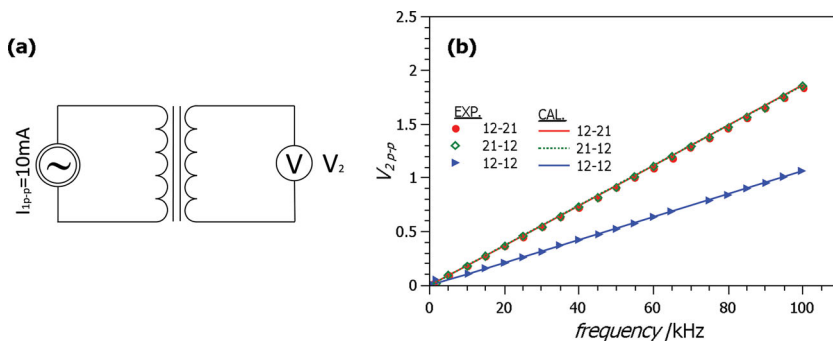 (a)
I1p-p=10mA
~
V
V2
(b)
V2 p-p
2.5
2
1.5
1
0.5
0
EXP. CAL.
12-21 12-21
21-12 21-12
12-12 12-12
0 20 40 60 80 100
frequency /kHz